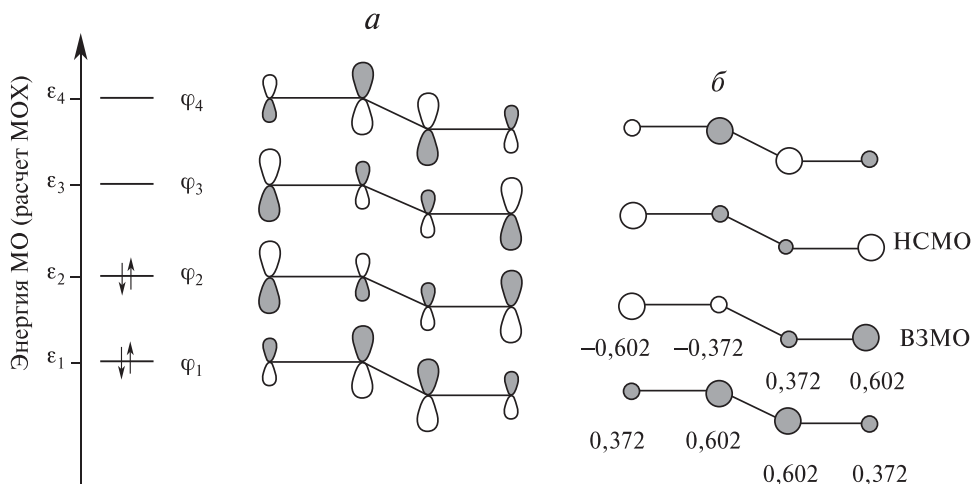 а
б
Энергия МО (расчет МОХ)
ε4
φ4
ε3
φ3
НСМО
ε2
φ2
ВЗМО
−0,602 −0,372
0,372 0,602
ε1
φ1
0,372 0,602
0,602 0,372